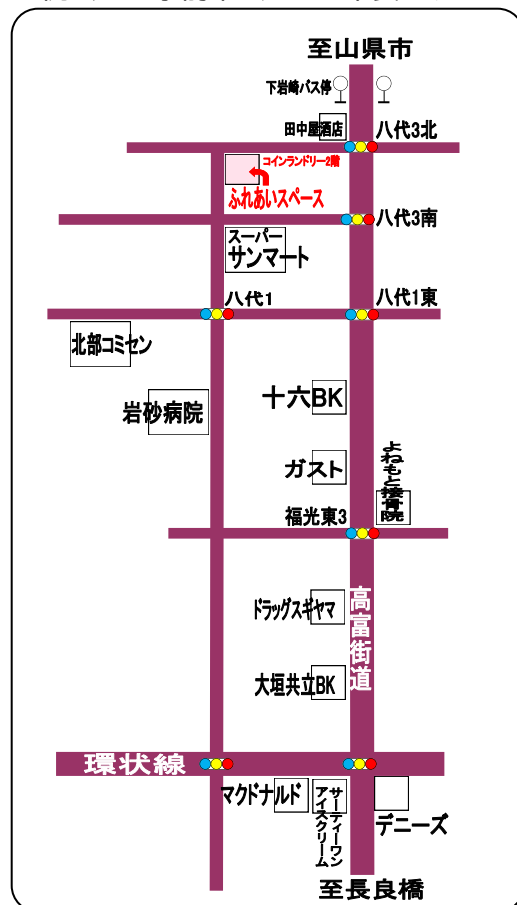 至山県市
下岩崎バス停
田中屋酒店
八代3北
コインランドリー2階
ふれあいスペース
八代3南
スーパー
サンマート
八代1
八代1東
北部コミセン
十六BK
岩砂病院
ガスト
よねもと接骨院
福光東3
ドラッグスギヤマ
高富街道
大垣共立BK
環状線
マクドナルド
サーティーワン
アイスクリーム
デニーズ
至長良橋